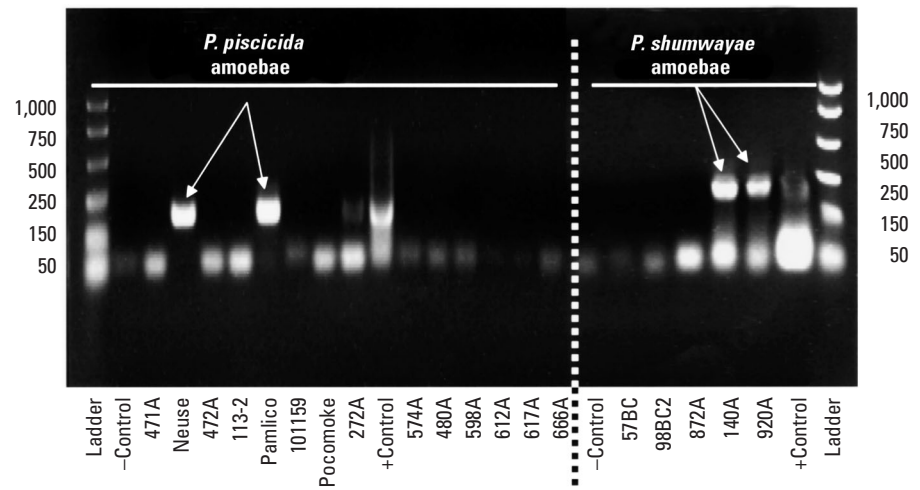 P. piscicida
amoebae
P. shumwayae
amoebae
1,000
750
500
250
150
50
1,000
750
500
250
150
50
Ladder
–Control
471A
Neuse
472A
113-2
Pamlico
101159
Pocomoke
272A
+Control
574A
480A
598A
612A
617A
666A
–Control
57BC
98BC2
872A
140A
920A
+Control
Ladder